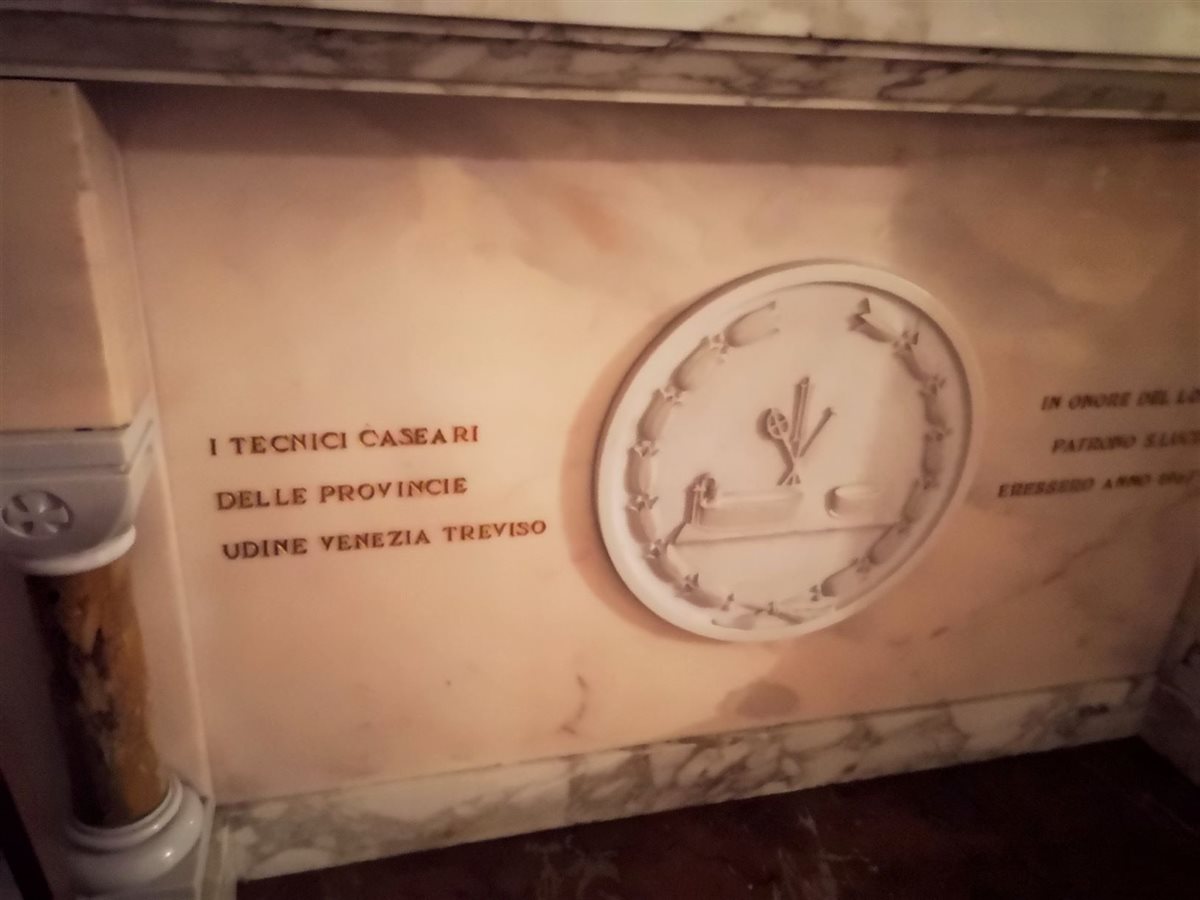 I TECNICI CASEARI
DELLE PROVINCIE
UDINE VENEZIA TREVISO
IN ONORE DEL
PATRONO
ERESSERO ANNO